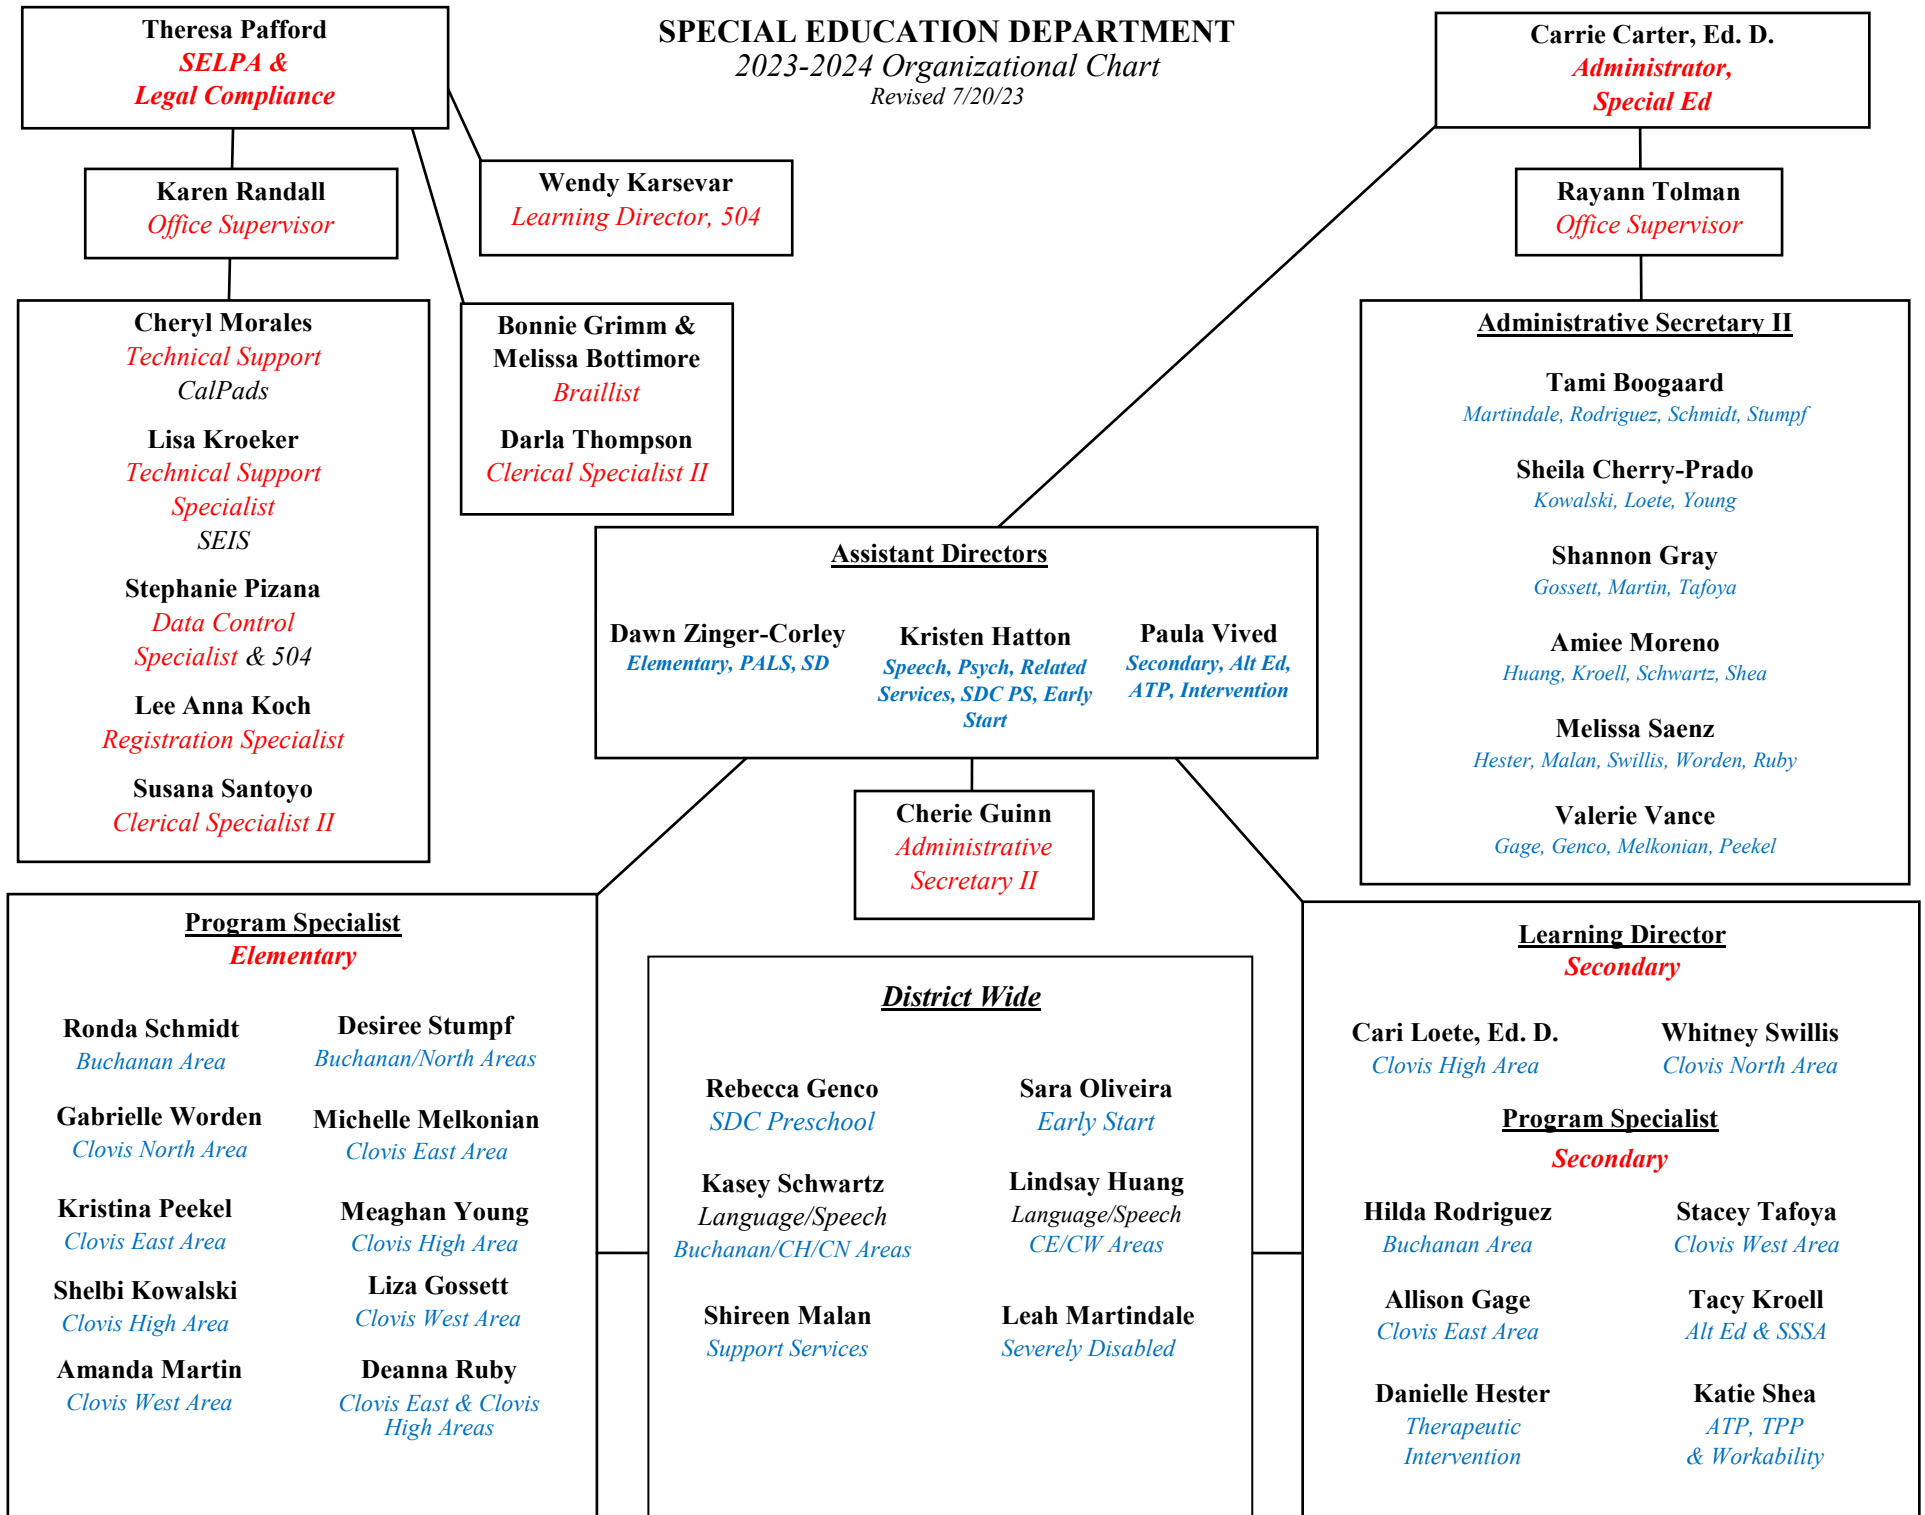 SPECIAL EDUCATION DEPARTMENT
2023-2024 Organizational Chart
Revised 7/20/23
Theresa Pafford
SELPA &
Legal Compliance
Carrie Carter, Ed. D.
Administrator,
Special Ed
Karen Randall
Office Supervisor
Wendy Karsevar
Learning Director, 504
Rayann Tolman
Office Supervisor
Cheryl Morales
Technical Support
CalPads
Lisa Kroeker
Technical Support
Specialist
SEIS
Stephanie Pizana
Data Control
Specialist & 504
Lee Anna Koch
Registration Specialist
Susana Santoyo
Clerical Specialist II
Bonnie Grimm &
Melissa Bottimore
Braillist
Darla Thompson
Clerical Specialist II
Administrative Secretary II
Tami Boogaard
Martindale, Rodriguez, Schmidt, Stumpf
Sheila Cherry-Prado
Kowalski, Loete, Young
Shannon Gray
Gossett, Martin, Tafoya
Amiee Moreno
Huang, Kroell, Schwartz, Shea
Melissa Saenz
Hester, Malan, Swillis, Worden, Ruby
Valerie Vance
Gage, Genco, Melkonian, Peekel
Assistant Directors
Dawn Zinger-Corley
Elementary, PALS, SD
Kristen Hatton
Speech, Psych, Related
Services, SDC PS, Early
Start
Paula Vived
Secondary, Alt Ed,
ATP, Intervention
Cherie Guinn
Administrative
Secretary II
Program Specialist
Elementary
Ronda Schmidt
Buchanan Area
Desiree Stumpf
Buchanan/North Areas
Gabrielle Worden
Clovis North Area
Michelle Melkonian
Clovis East Area
Kristina Peekel
Clovis East Area
Meaghan Young
Clovis High Area
Shelbi Kowalski
Clovis High Area
Liza Gossett
Clovis West Area
Amanda Martin
Clovis West Area
Deanna Ruby
Clovis East & Clovis
High Areas
District Wide
Rebecca Genco
SDC Preschool
Sara Oliveira
Early Start
Kasey Schwartz
Language/Speech
Buchanan/CH/CN Areas
Lindsay Huang
Language/Speech
CE/CW Areas
Shireen Malan
Support Services
Leah Martindale
Severely Disabled
Learning Director
Secondary
Cari Loete, Ed. D.
Clovis High Area
Whitney Swillis
Clovis North Area
Program Specialist
Secondary
Hilda Rodriguez
Buchanan Area
Stacey Tafoya
Clovis West Area
Allison Gage
Clovis East Area
Tacy Kroell
Alt Ed & SSSA
Danielle Hester
Therapeutic
Intervention
Katie Shea
ATP, TPP
& Workability